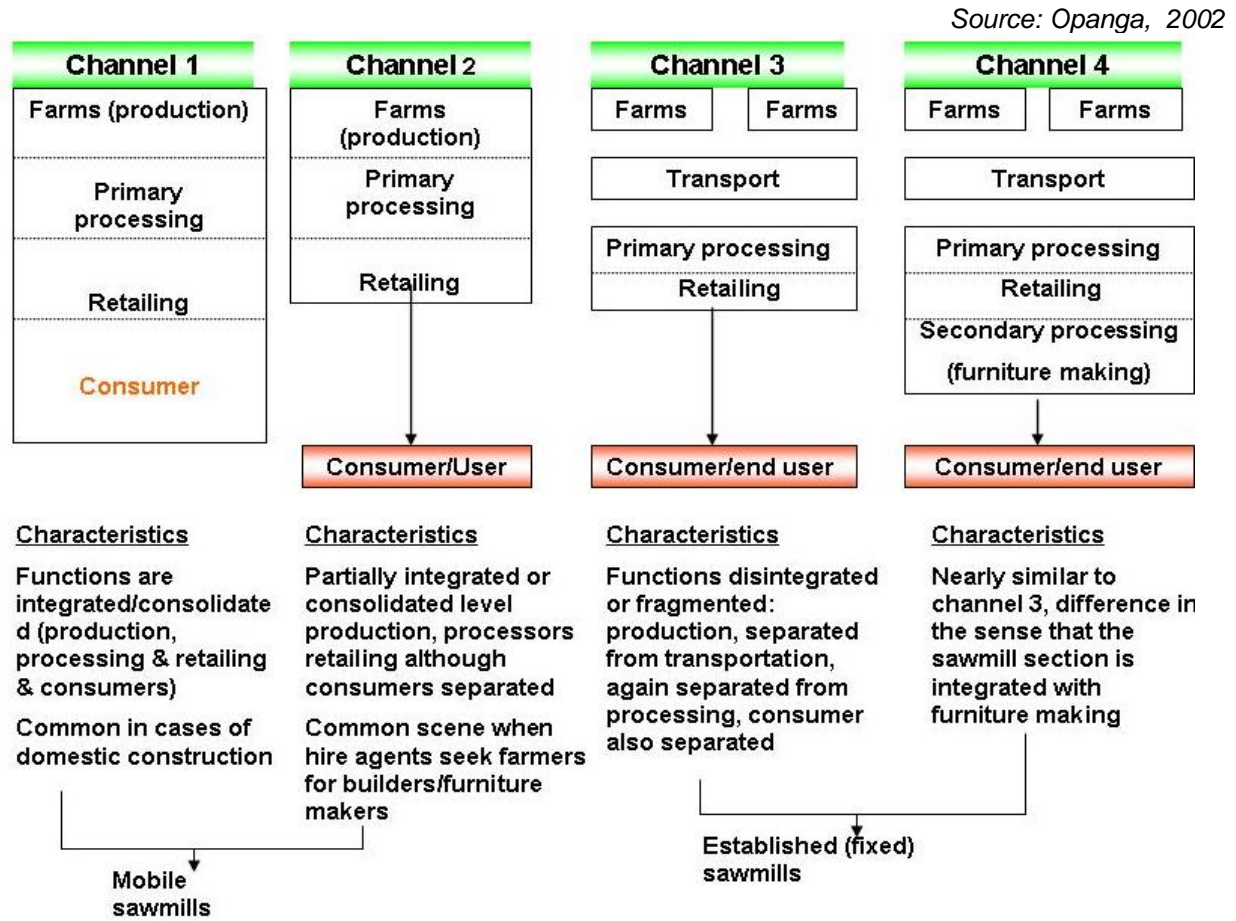 Source: Opanga, 2002
Channel 1
Farms (production)
Primary
processing
Retailing
Consumer
Channel 2
Farms
(production)
Primary
processing
Retailing
Consumer/User
Channel 3
Farms
Farms
Transport
Primary processing
Retailing
Consumer/end user
Channel 4
Farms
Farms
Transport
Primary processing
Retailing
Secondary processing
(furniture making)
Consumer/end user
Characteristics
Functions are
integrated/consolidate
d (production,
processing & retailing
& consumers)
Common in cases of
domestic construction
Characteristics
Partially integrated or
consolidated level
production, processors
retailing although
consumers separated
Common scene when
hire agents seek farmers
for builders/furniture
makers
Mobile
sawmills
Characteristics
Functions disintegrated
or fragmented:
production, separated
from transportation,
again separated from
processing, consumer
also separated
Characteristics
Nearly similar to
channel 3, difference in
the sense that the
sawmill section is
integrated with
furniture making
Established (fixed)
sawmills